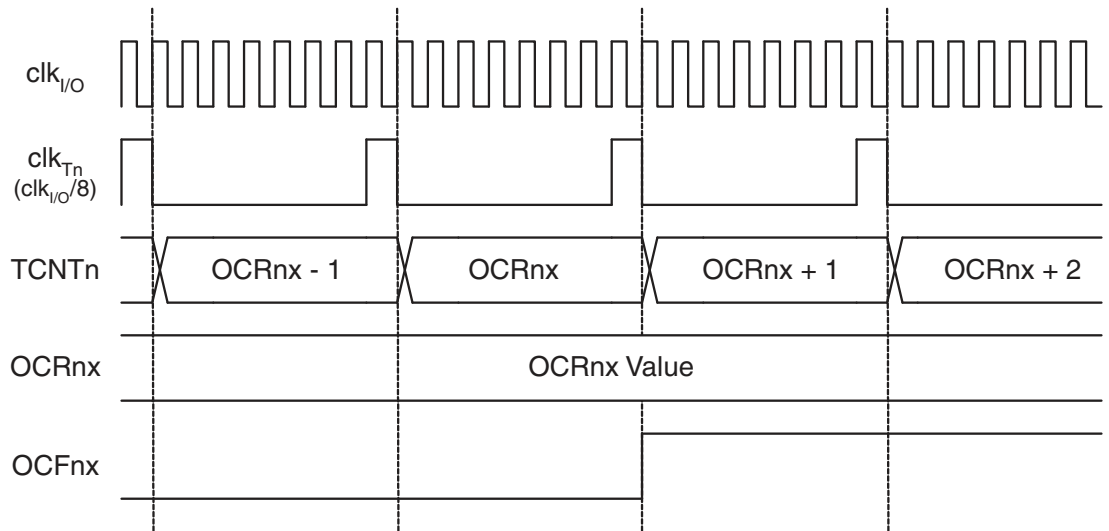 clkI/O
clkTn
(clkI/O/8)
TCNTn
OCRnx - 1
OCRnx
OCRnx + 1
OCRnx + 2
OCRnx
OCRnx Value
OCFnx